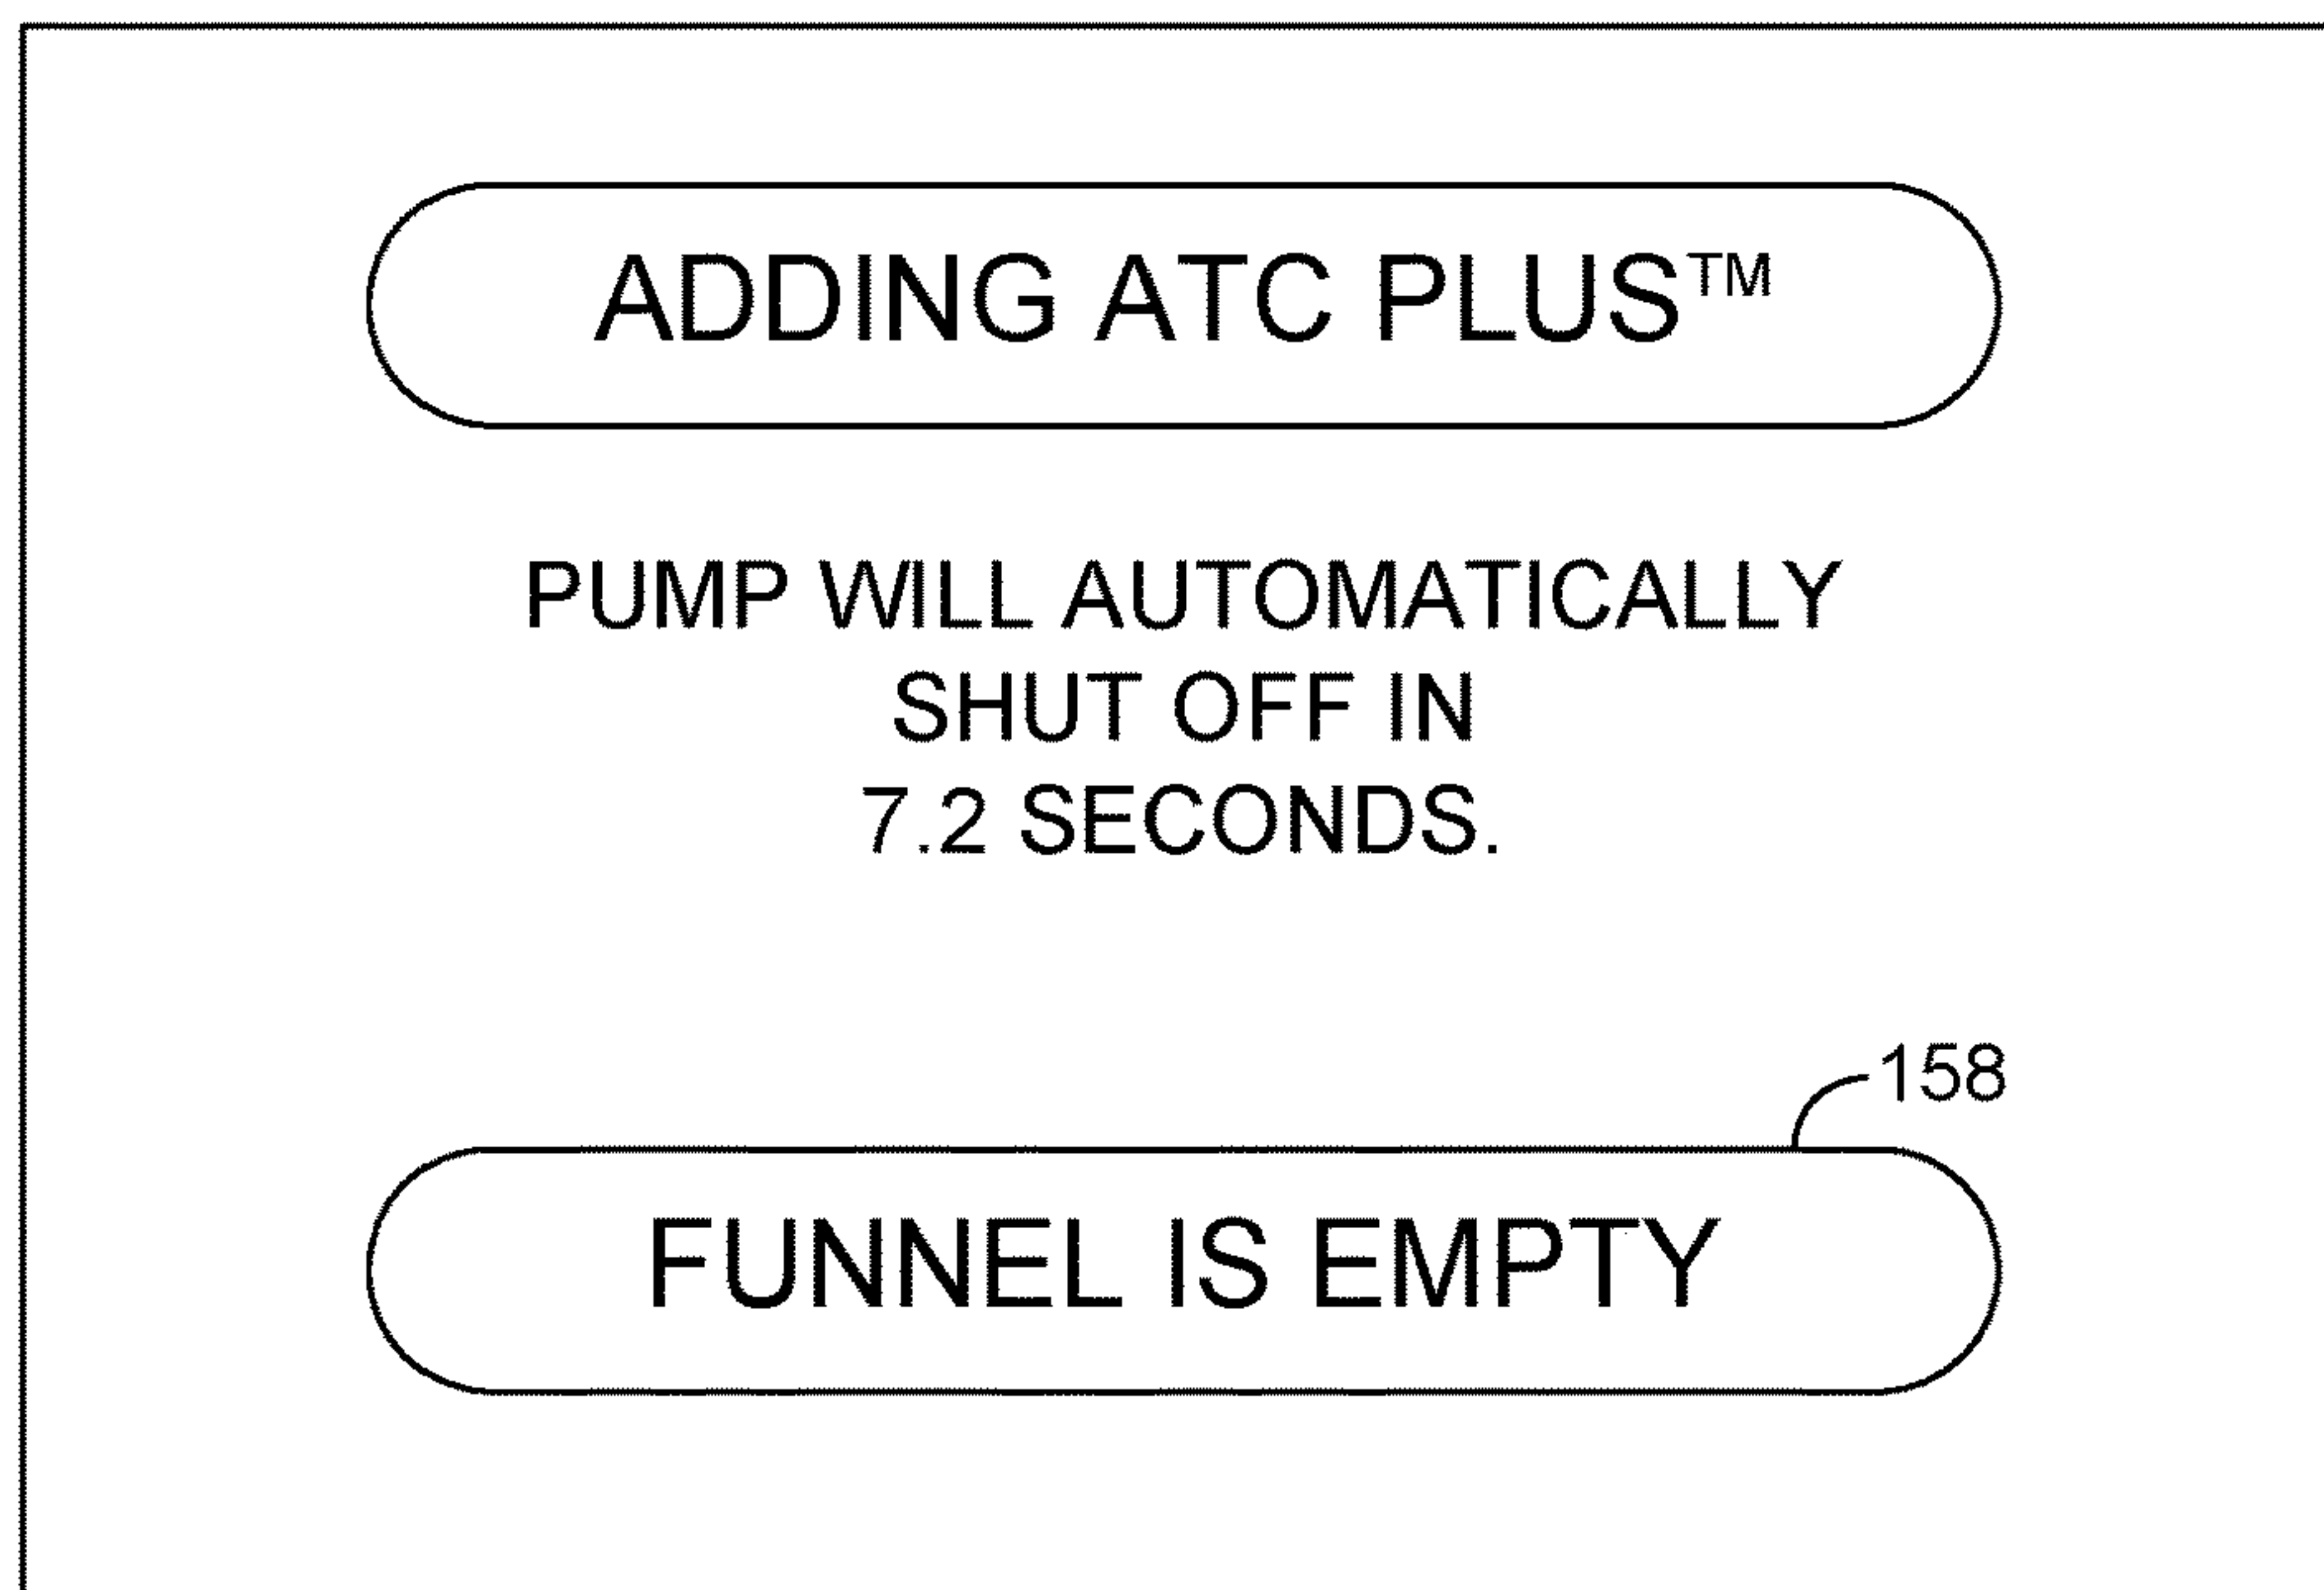 ADDING ATC PLUS™
PUMP WILL AUTOMATICALLY
SHUT OFF IN
7.2 SECONDS.
158
FUNNEL IS EMPTY